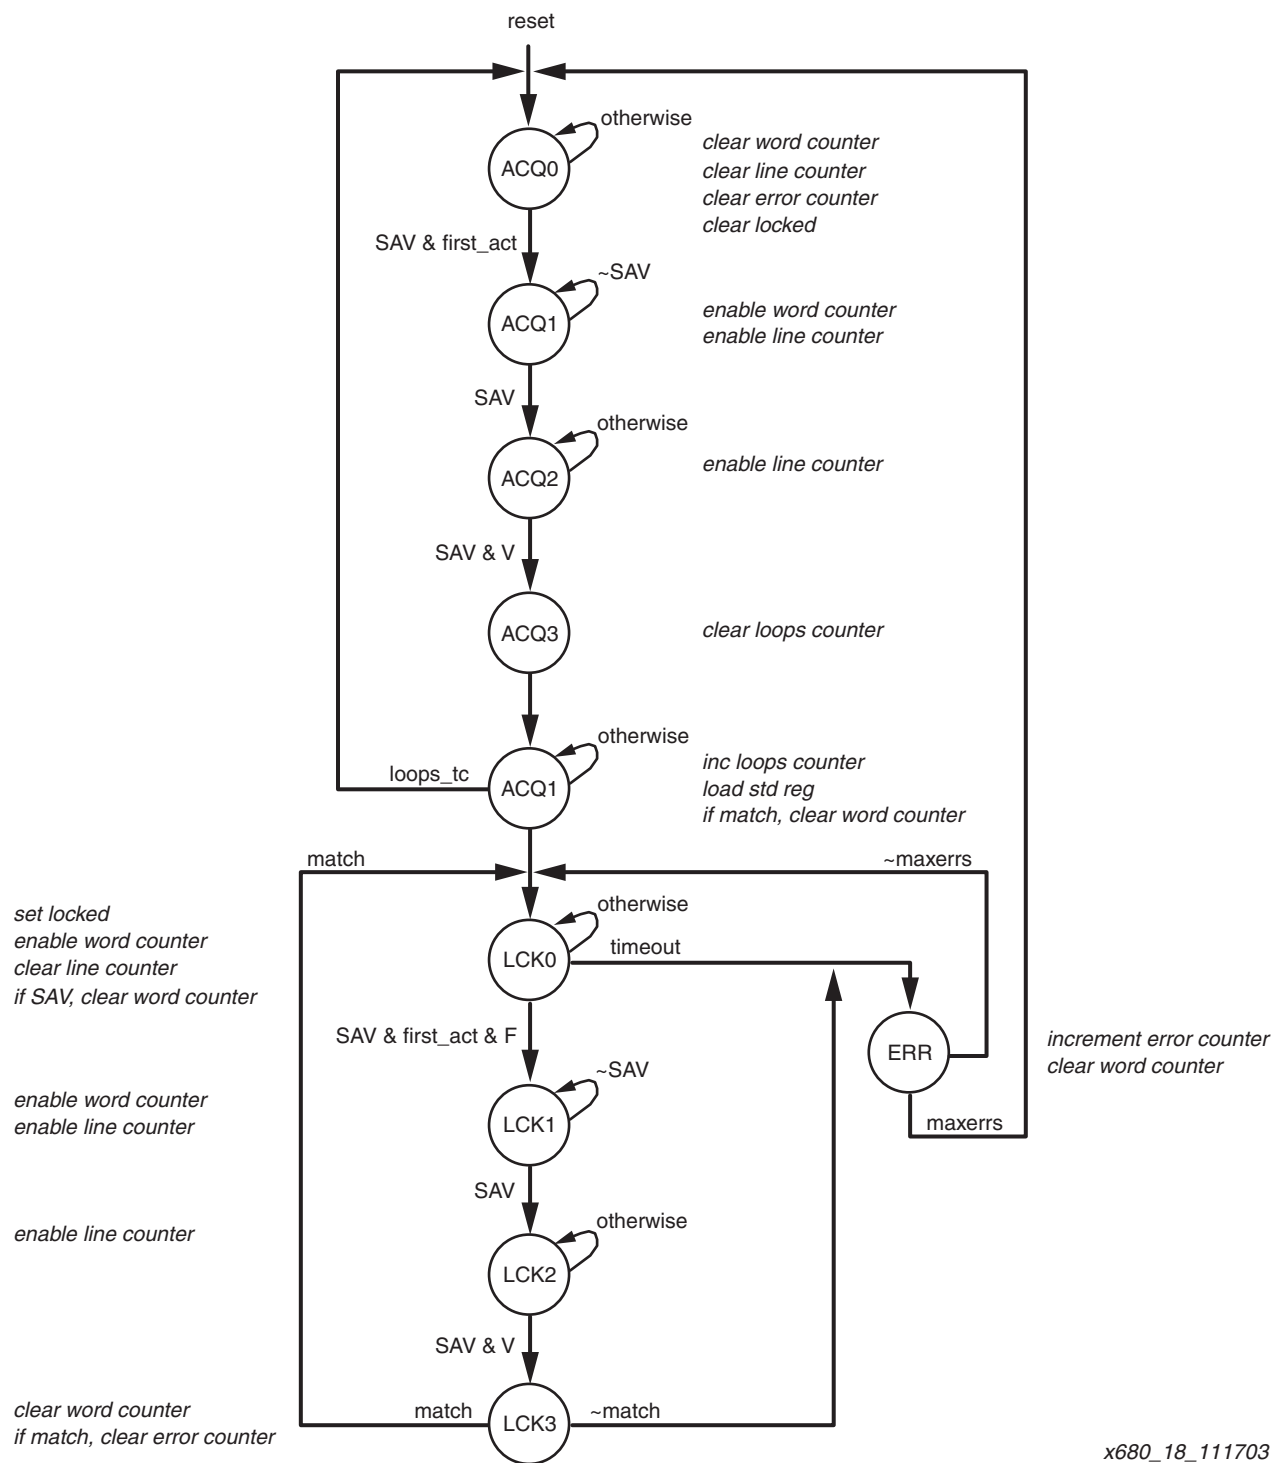 reset
otherwise
ACQ0
clear word counter
clear line counter
clear error counter
clear locked
SAV & first_act
~SAV
ACQ1
enable word counter
enable line counter
SAV
otherwise
ACQ2
enable line counter
SAV & V
ACQ3
clear loops counter
otherwise
loops_tc
ACQ1
inc loops counter
load std reg
if match, clear word counter
match
~maxerrs
set locked
enable word counter
clear line counter
if SAV, clear word counter
otherwise
LCK0
timeout
SAV & first_act & F
ERR
increment error counter
clear word counter
~SAV
enable word counter
enable line counter
LCK1
maxerrs
SAV
enable line counter
otherwise
LCK2
SAV & V
clear word counter
if match, clear error counter
match
LCK3
~match
x680_18_111703